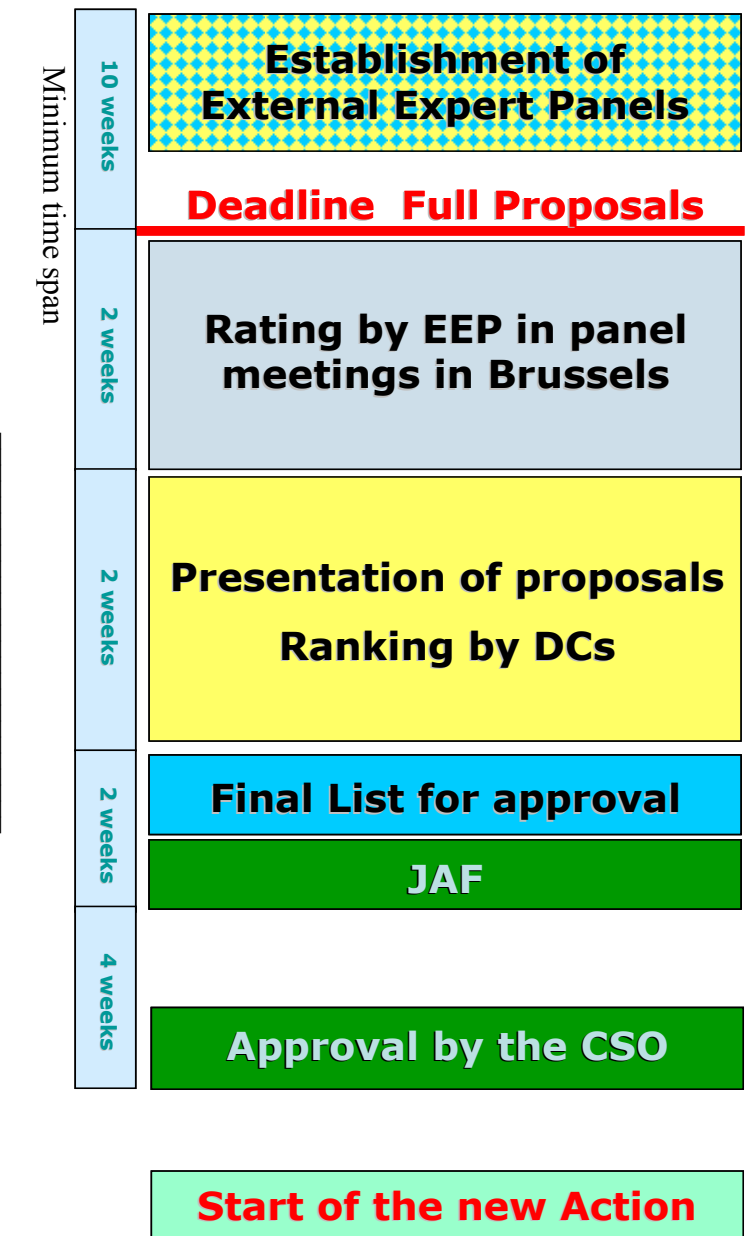 Minimum time span
10 weeks
Establishment of
External Expert Panels
Deadline Full Proposals
2 weeks
Rating by EEP in panel
meetings in Brussels
2 weeks
Presentation of proposals
Ranking by DCs
2 weeks
Final List for approval
JAF
4 weeks
Approval by the CSO
Start of the new Action